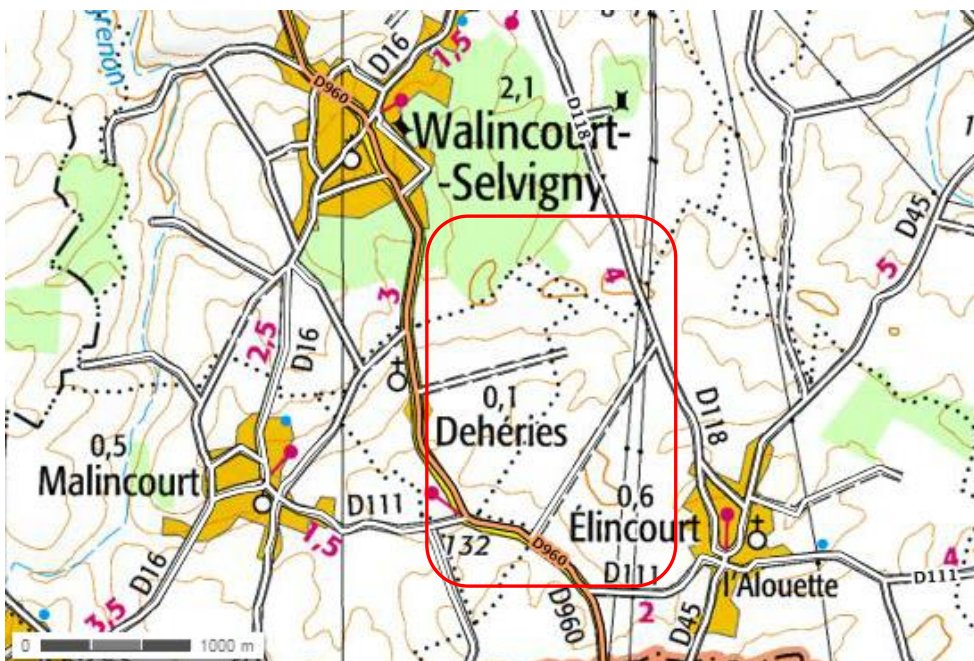 D16
1,5
D960
2,1
D118
Walincourt-
-Selvigny
D45
4
5
3
2,5
D16
0,1
Dehéries
D118
0,5
Malincourt
0,6
Élincourt
D111
1,5
132
D960
D111
4
D111
l'Alouette
D16
3,5
D960
2
D45
0
1000 m